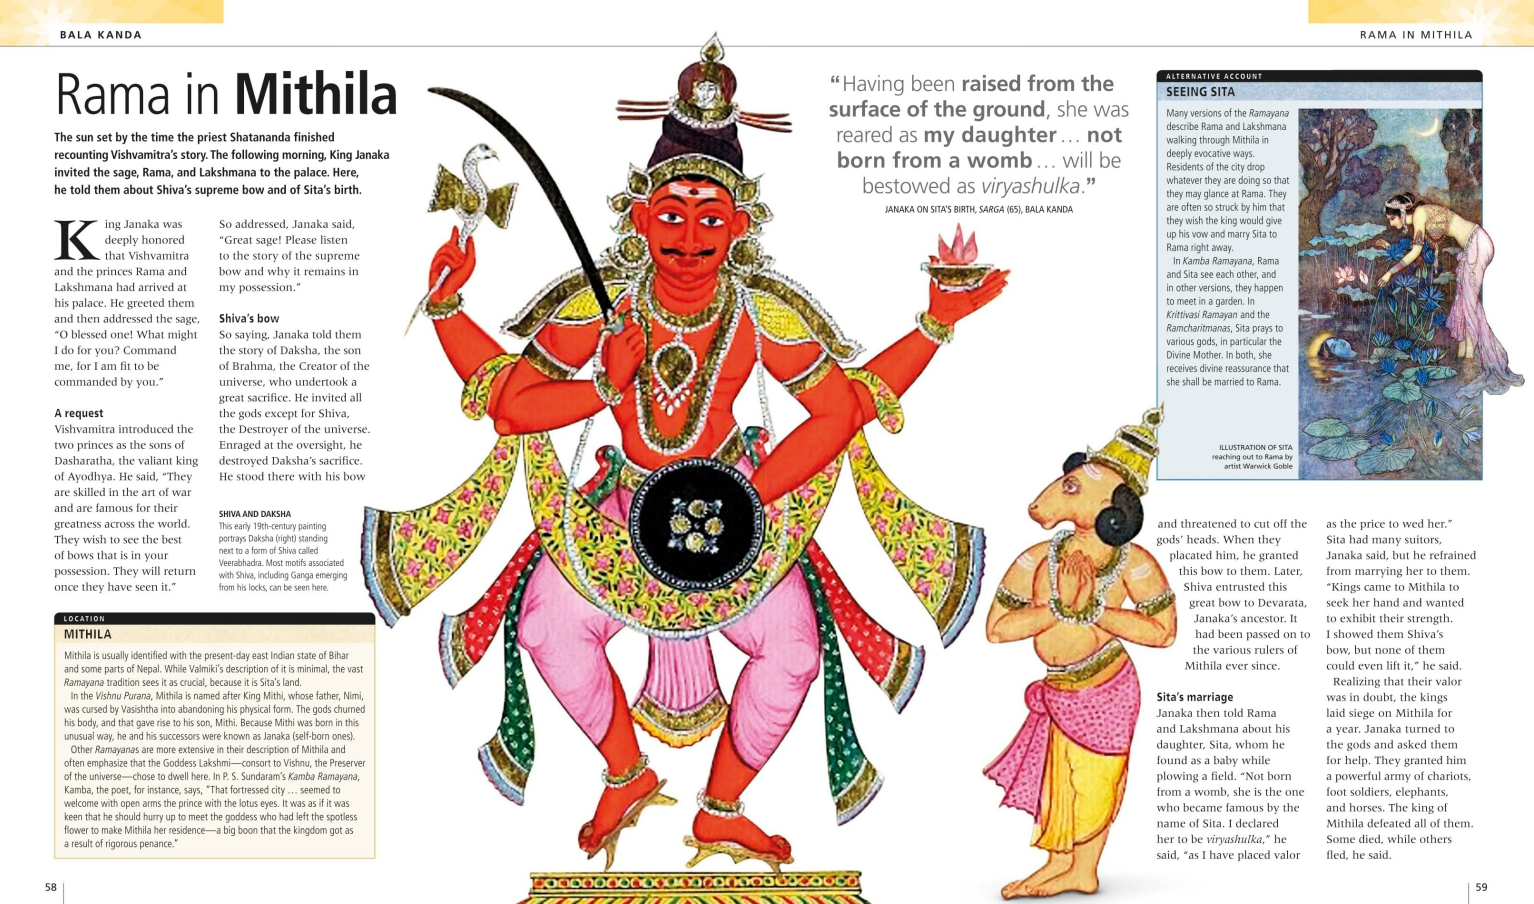 BALA KANDA
RAMA IN MITHILA
Rama in Mithila
The sun set by the time the priest Shatananda finished
recounting Vishvamitra’s story. The following morning, King Janaka
invited the sage, Rama, and Lakshmana to the palace. Here,
he told them about Shiva’s supreme bow and of Sita’s birth.
King Janaka was
deeply honored
that Vishvamitra
and the princes Rama and
Lakshmana had arrived at
his palace. He greeted them
and then addressed the sage,
“O blessed one! What might
I do for you? Command
me, for I am fit to be
commanded by you.”
A request
Vishvamitra introduced the
two princes as the sons of
Dasharatha, the valiant king
of Ayodhya. He said, “They
are skilled in the art of war
and are famous for their
greatness across the world.
They wish to see the best
of bows that is in your
possession. They will return
once they have seen it.”
So addressed, Janaka said,
“Great sage! Please listen
to the story of the supreme
bow and why it remains in
my possession.”
Shiva’s bow
So saying, Janaka told them
the story of Daksha, the son
of Brahma, the Creator of the
universe, who undertook a
great sacrifice. He invited all
the gods except for Shiva,
the Destroyer of the universe.
Enraged at the oversight, he
destroyed Daksha’s sacrifice.
He stood there with his bow
SHIVA AND DAKSHA
This early 19th-century painting
portrays Daksha (right) standing
next to a form of Shiva called
Veerabhadra. Most motifs associated
with Shiva, including Ganga emerging
from his locks, can be seen here.
LOCATION
MITHILA
Mithila is usually identified with the present-day east Indian state of Bihar
and some parts of Nepal. While Valmiki’s description of it is minimal, the vast
Ramayana tradition sees it as crucial, because it is Sita’s land.
In the Vishnu Purana, Mithila is named after King Mithi, whose father, Nimi,
was cursed by Vasishtha into abandoning his physical form. The gods churned
his body, and that gave rise to his son, Mithi. Because Mithi was born in this
unusual way, he and his successors were known as Janaka (self-born ones).
Other Ramayanas are more extensive in their description of Mithila and
often emphasize that the Goddess Lakshmi—consort to Vishnu, the Preserver
of the universe—chose to dwell here. In P. S. Sundaram’s Kamba Ramayana,
Kamba, the poet, for instance, says, “That fortressed city … seemed to
welcome with open arms the prince with the lotus eyes. It was as if it was
keen that he should hurry up to meet the goddess who had left the spotless
flower to make Mithila her residence—a big boon that the kingdom got as
a result of rigorous penance.”
“Having been raised from the
surface of the ground, she was
reared as my daughter … not
born from a womb … will be
bestowed as viryashulka.”
JANAKA ON SITA’S BIRTH, SARGA (65), BALA KANDA
ALTERNATIVE ACCOUNT
SEEING SITA
Many versions of the Ramayana
describe Rama and Lakshmana
walking through Mithila in
deeply evocative ways.
Residents of the city drop
whatever they are doing so that
they may glance at Rama. They
are often so struck by him that
they wish the king would give
up his vow and marry Sita to
Rama right away.
In Kamba Ramayana, Rama
and Sita see each other, and
in other versions, they happen
to meet in a garden. In
Krittivasi Ramayan and the
Ramcharitmanas, Sita prays to
various gods, in particular the
Divine Mother. In both, she
receives divine reassurance that
she shall be married to Rama.
ILLUSTRATION OF SITA
reaching out to Rama by
artist Warwick Goble
and threatened to cut off the
gods’ heads. When they
placated him, he granted
this bow to them. Later,
Shiva entrusted this
great bow to Devarata,
Janaka’s ancestor. It
had been passed on to
the various rulers of
Mithila ever since.
Sita’s marriage
Janaka then told Rama
and Lakshmana about his
daughter, Sita, whom he
found as a baby while
plowing a field. “Not born
from a womb, she is the one
who became famous by the
name of Sita. I declared
her to be viryashulka,” he
said, “as I have placed valor
as the price to wed her.”
Sita had many suitors,
Janaka said, but he refrained
from marrying her to them.
“Kings came to Mithila to
seek her hand and wanted
to exhibit their strength.
I showed them Shiva’s
bow, but none of them
could even lift it,” he said.
Realizing that their valor
was in doubt, the kings
laid siege on Mithila for
a year. Janaka turned to
the gods and asked them
for help. They granted him
a powerful army of chariots,
foot soldiers, elephants,
and horses. The king of
Mithila defeated all of them.
Some died, while others
fled, he said.
58
59